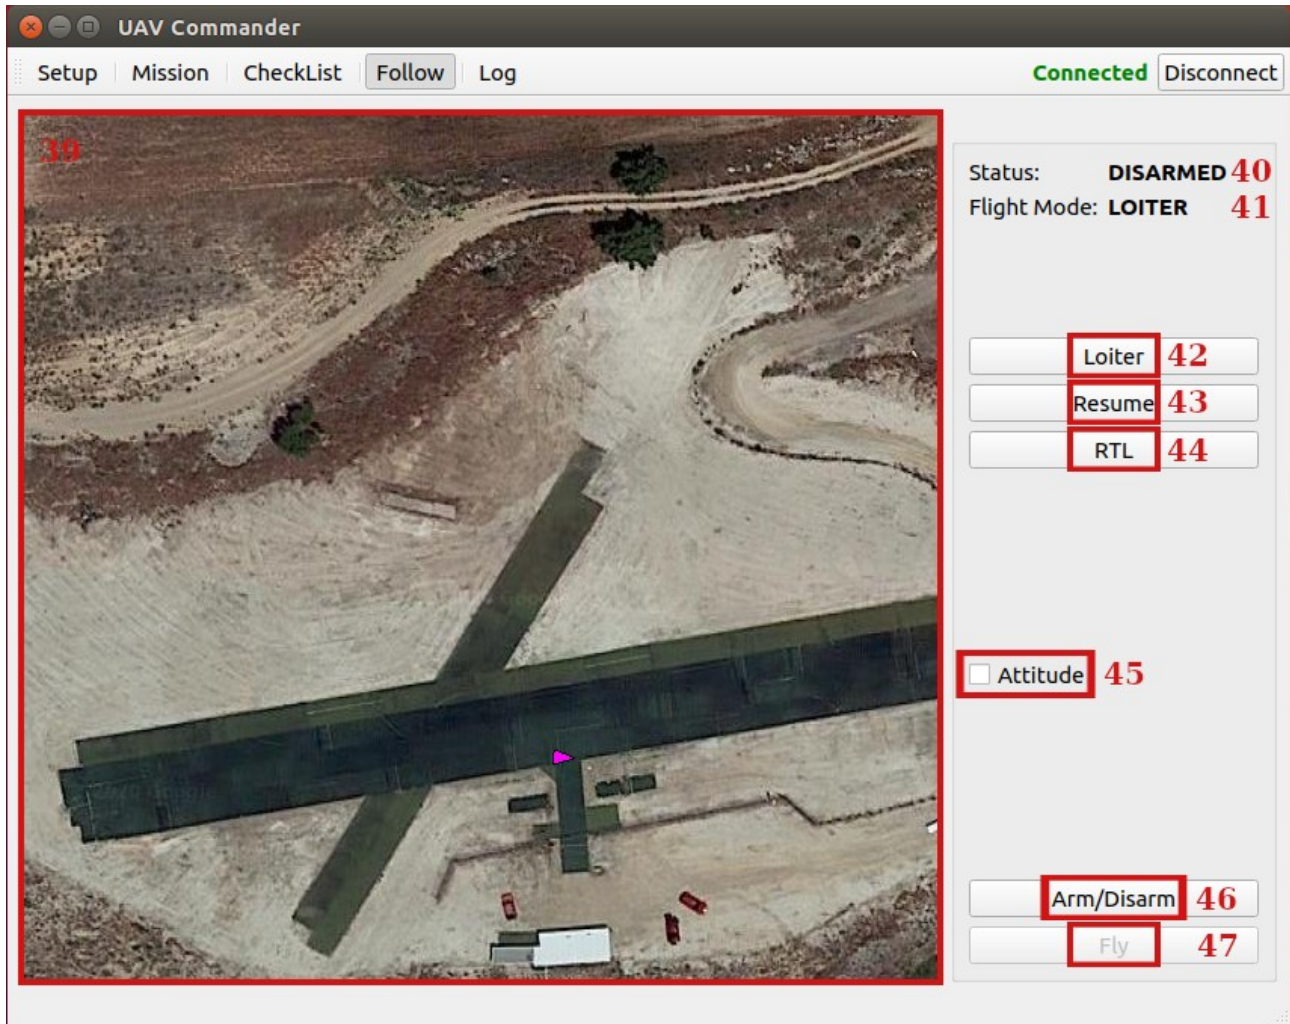 UAV Commander
Setup Mission CheckList Follow Log Connected Disconnect
39
Status: DISARMED 40
Flight Mode: LOITER 41
Loiter 42
Resume 43
RTL 44
Attitude 45
Arm/Disarm 46
Fly 47